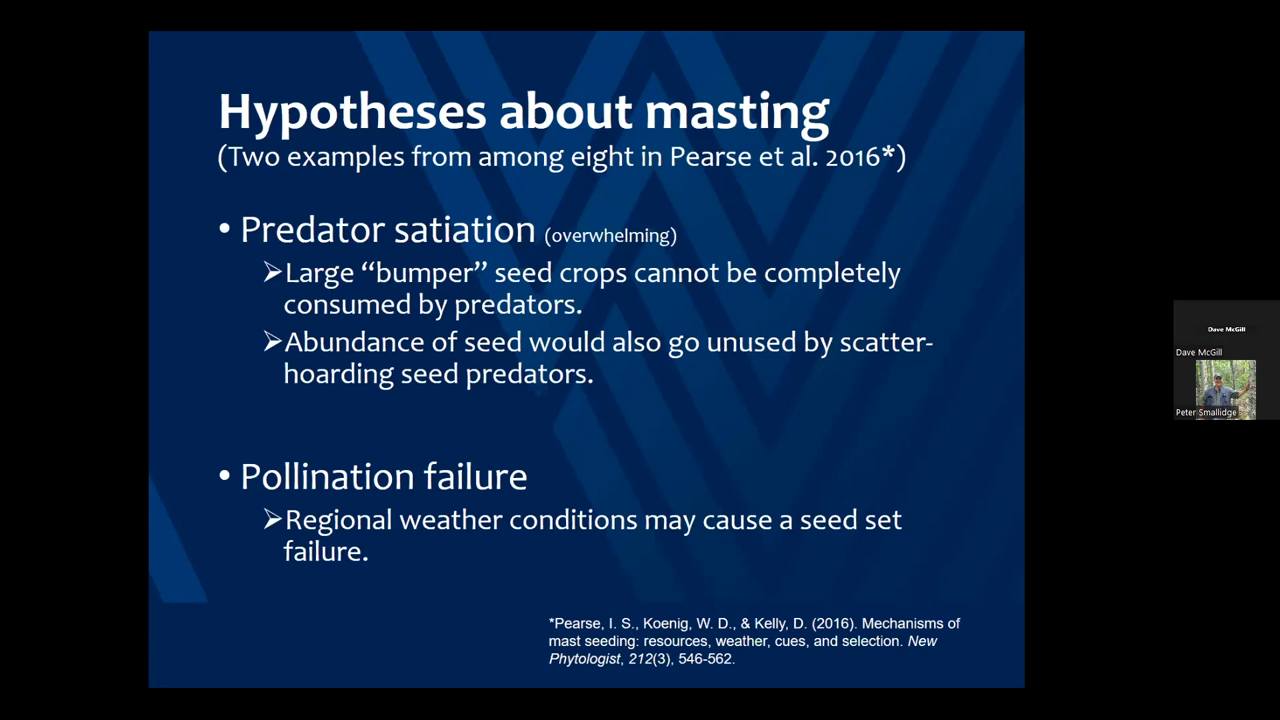 Hypotheses about masting
(Two examples from among eight in Pearse et al. 2016*)
• Predator satiation (overwhelming)
➢Large “bumper” seed crops cannot be completely
consumed by predators.
➢Abundance of seed would also go unused by scatter-
hoarding seed predators.
• Pollination failure
➢Regional weather conditions may cause a seed set
failure.
*Pearse, I. S., Koenig, W. D., & Kelly, D. (2016). Mechanisms of
mast seeding: resources, weather, cues, and selection. New
Phytologist, 212(3), 546-562.
Dave McGill
Dave McGill
Peter Smallidge